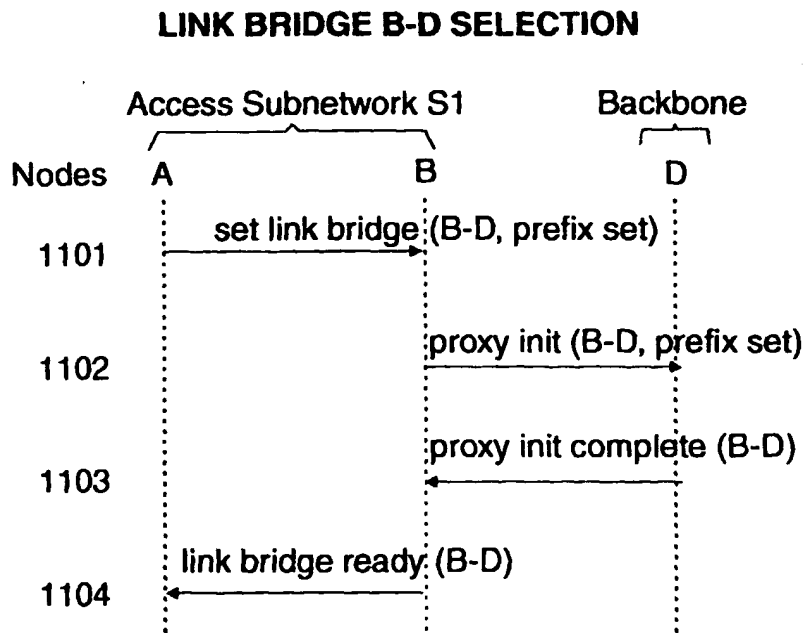 LINK BRIDGE B-D SELECTION
Access Subnetwork S1 Backbone
Nodes A B D
1101 set link bridge (B-D, prefix set)
1102 proxy init (B-D, prefix set)
1103 proxy init complete (B-D)
1104 link bridge ready (B-D)